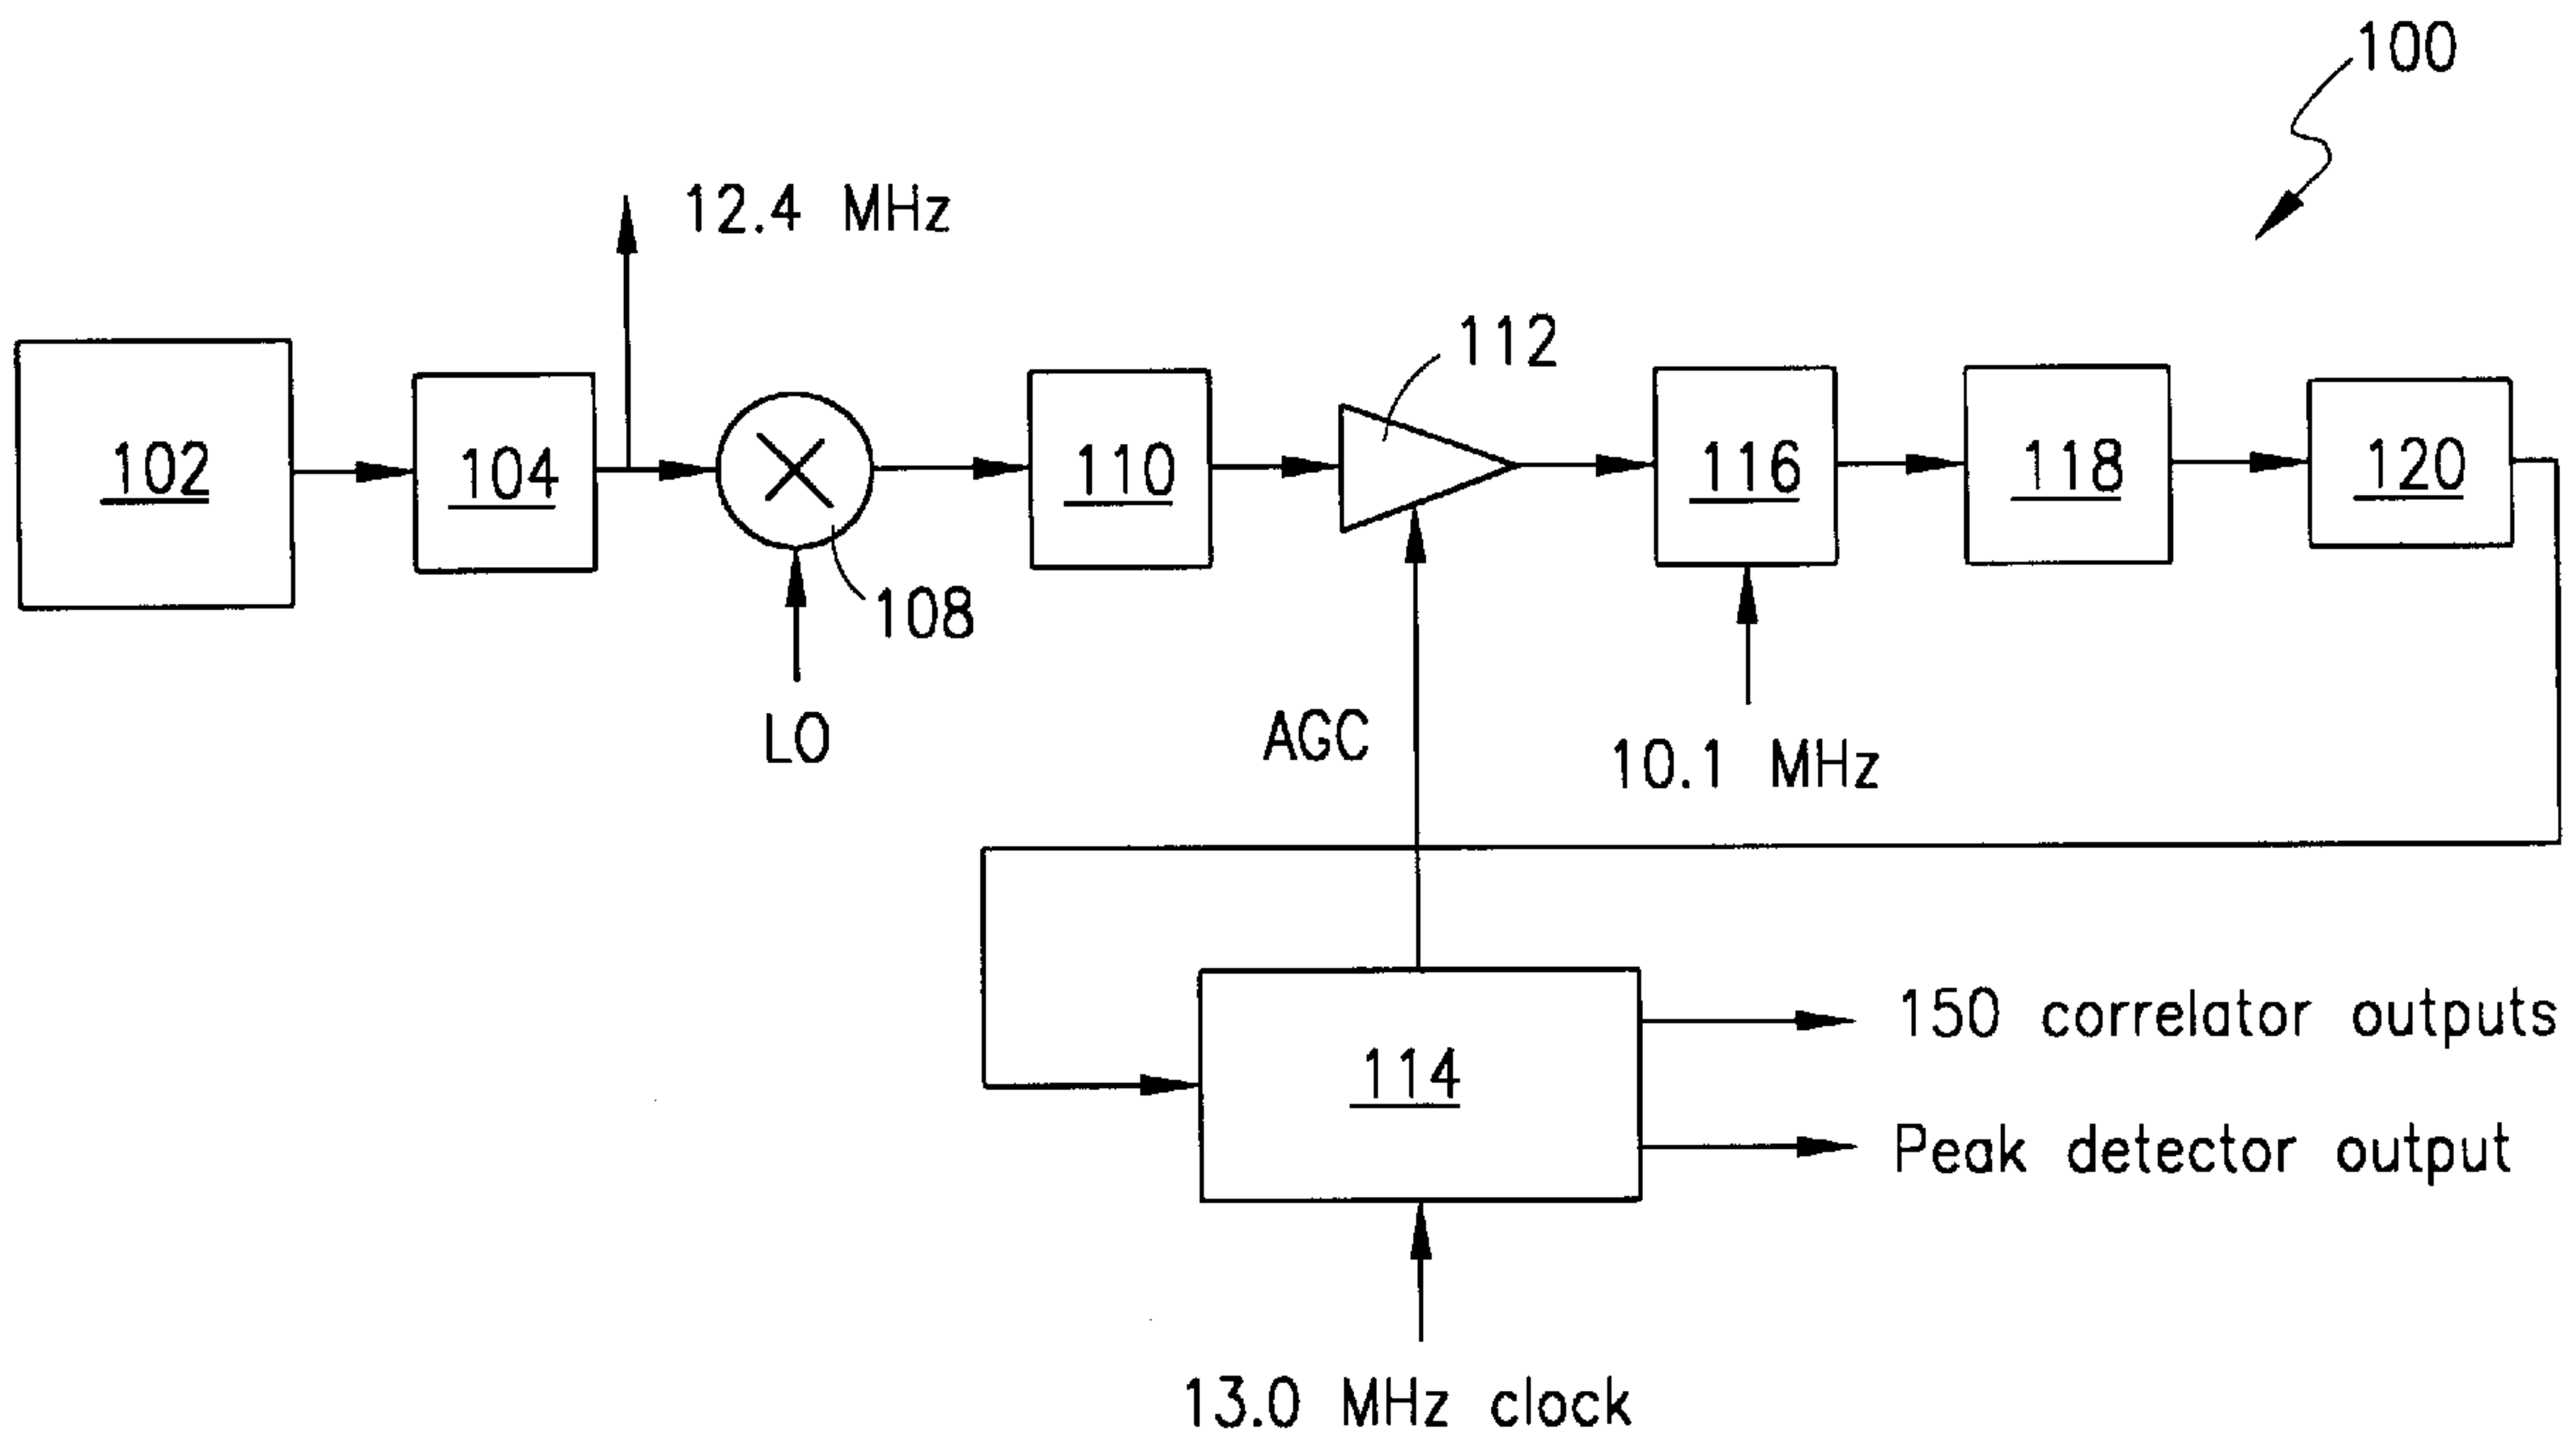 100
12.4 MHz
112
102
104
110
116
118
120
108
LO
AGC
10.1 MHz
150 correlator outputs
114
Peak detector output
13.0 MHz clock